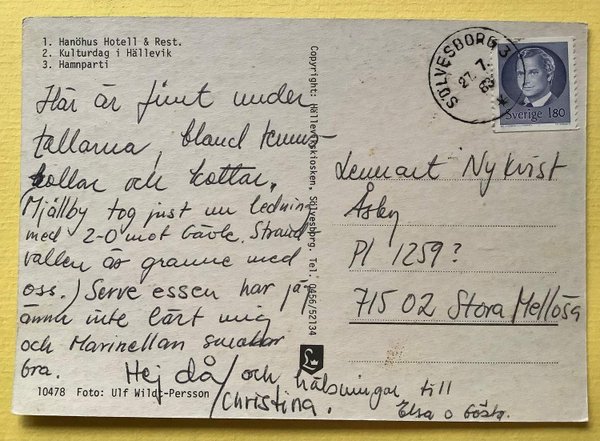 1. Hanöhus Hotell & Rest.
2. Kulturdag i Hällevik
3. Hamnparti
Här är fint under
tallarna, bland tennis-
bollar och kottar.
Mjällby tog just nu ledning
med 2-0 mot Gävle. Strand
vallen är granne med
oss.) Serve essen har jag
ännu inte lärt mig
och Marinellan smakar
bra.
Hej då / och hälsningar till
/Christina. Elsa o Gösta.
10478 Foto: Ulf Wildt-Persson
Copyright: Hällevikskiosken. Sölvesborg. Tel: 0456/52134
L
SÖLVESBORG 3
27. 7.
Sverige 180
Lennart Nykvist
Åsby
Pl 1259?
715 02 Stora Mellösa